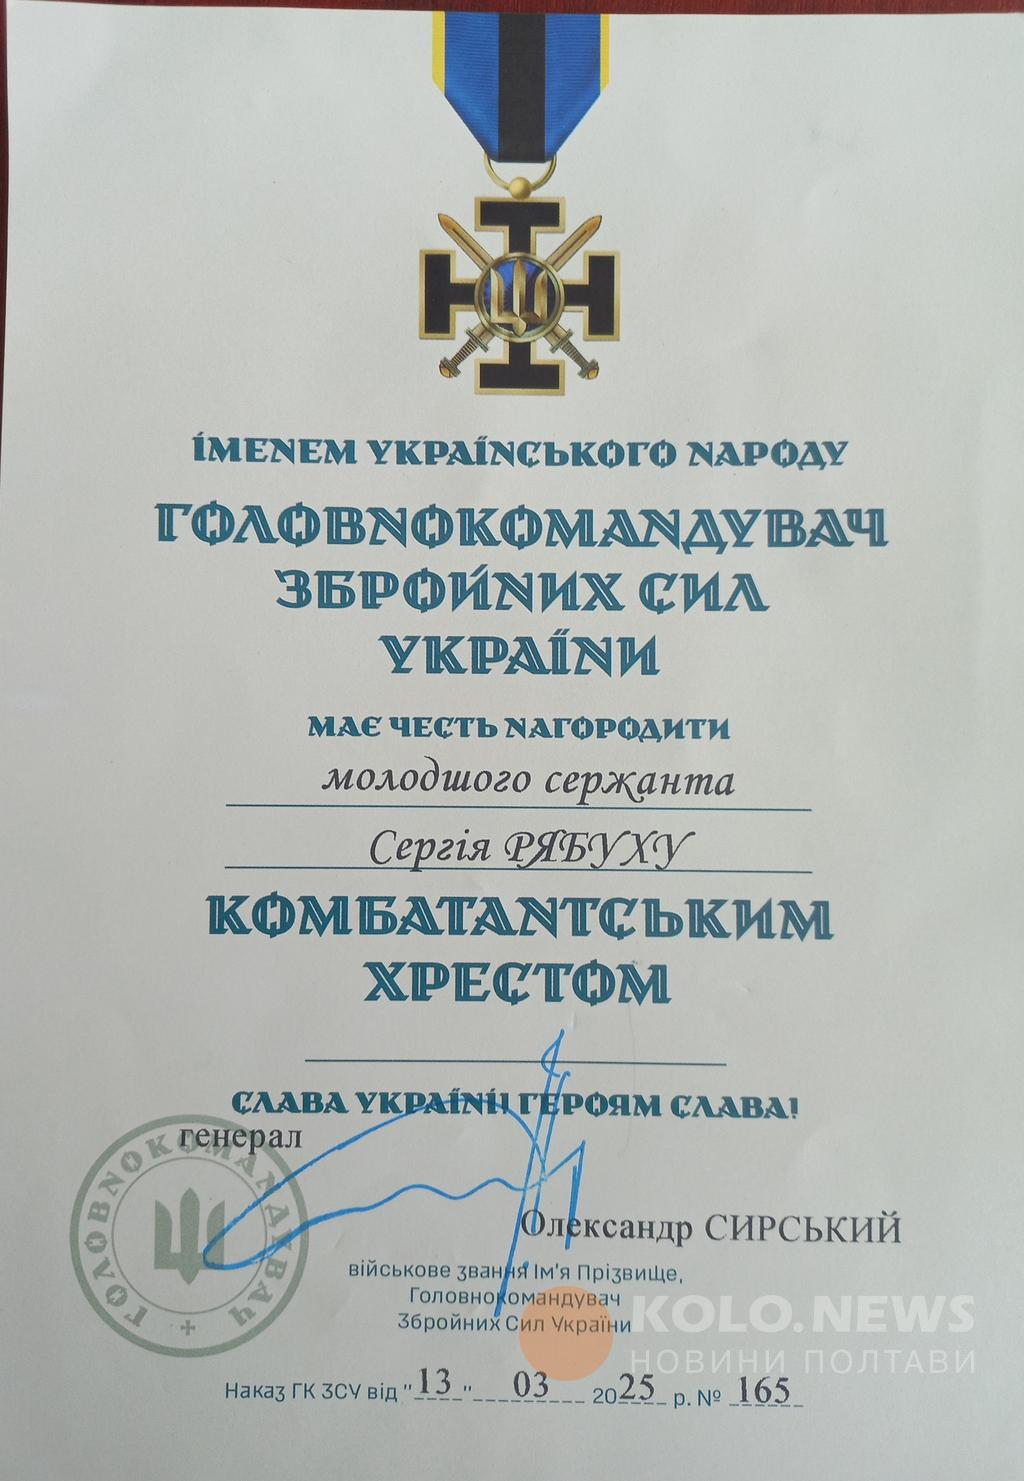 ІМЕНЕМ УКРАЇНСЬКОГО НАРОДУ
ГОЛОВНОКОМАНДУВАЧ
ЗБРОЙНИХ СИЛ
УКРАЇНИ
МАЄ ЧЕСТЬ НАГОРОДИТИ
молодшого сержанта
Сергія РЯБУХУ
КОМБАТАНТСЬКИМ
ХРЕСТОМ
СЛАВА УКРАЇНІ! ГЕРОЯМ СЛАВА!
генерал
ГОЛОВНОКОМАНДУВАЧ
Олександр СИРСЬКИЙ
військове звання Ім'я Прізвище,
Головнокомандувач
Збройних Сил України
KOLO.NEWS
НОВИНИ ПОЛТАВИ
Наказ ГК ЗСУ від "13" 03 2025 р. № 165